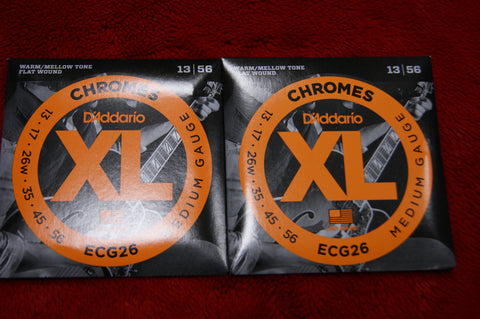 WARM/MELLOW TONE
FLAT WOUND
13 | 56
CHROMES
D'Addario
XL
13 · 17 · 26W · 35 · 45 · 56
MEDIUM GAUGE
ECG26
WARM/MELLOW TONE
FLAT WOUND
13 | 56
CHROMES
D'Addario
XL
13 · 17 · 26W · 35 · 45 · 56
MEDIUM GAUGE
ECG26